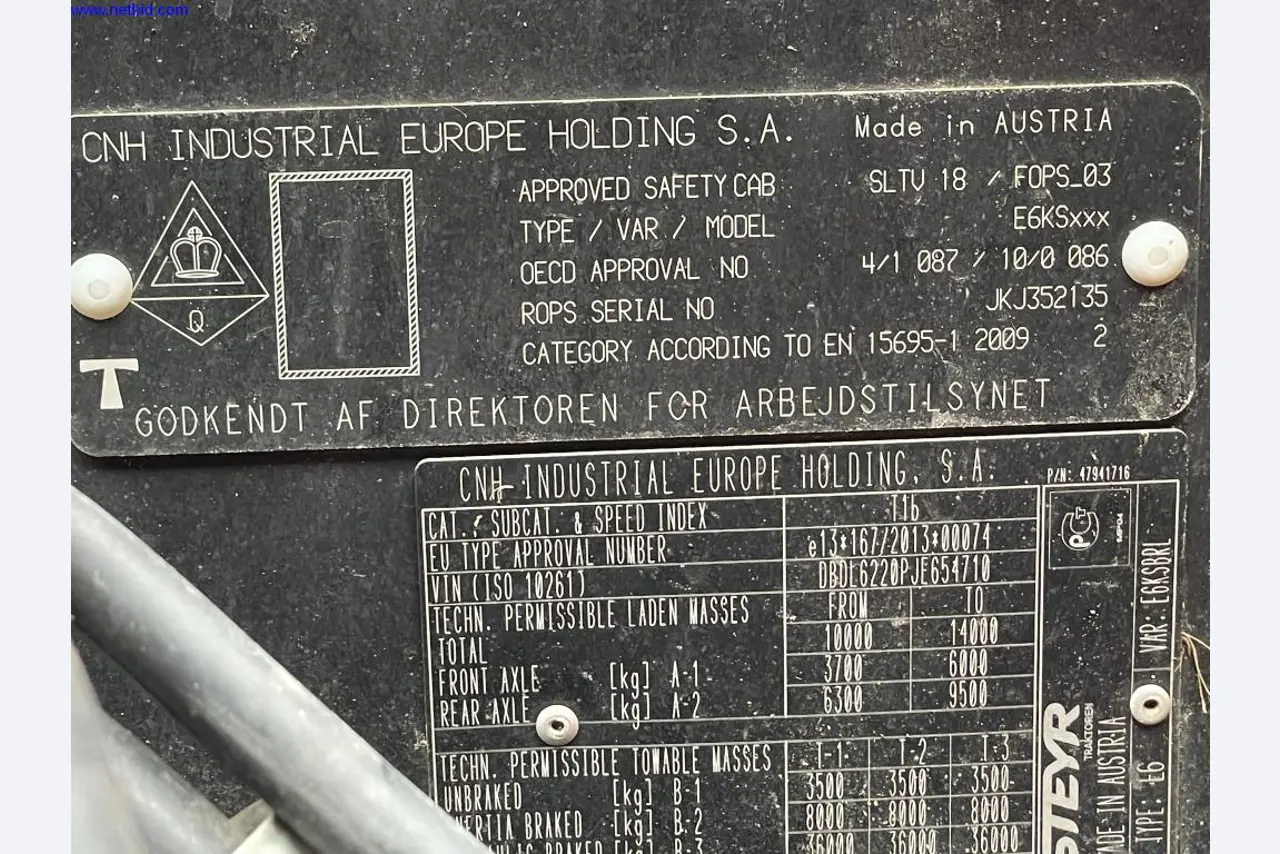 www.nethid.com
CNH INDUSTRIAL EUROPE HOLDING S.A. Made in AUSTRIA
APPROVED SAFETY CAB SLTV 18 / FOPS_03
TYPE / VAR / MODEL E6KSxxx
OECD APPROVAL NO 4/1 087 / 10/0 086
ROPS SERIAL NO JKJ352135
CATEGORY ACCORDING TO EN 15695-1 2009 2
Q
T
GODKENDT AF DIREKTOREN FOR ARBEJDSTILSYNET
CNH INDUSTRIAL EUROPE HOLDING, S.A. P/N: 47941716
CAT., SUBCAT. & SPEED INDEX T1b
EU TYPE APPROVAL NUMBER e13*167/2013*00074
VIN (ISO 10261) DBDL6220PJE654710
TECHN. PERMISSIBLE LADEN MASSES FROM TO
TOTAL 10000 14000
FRONT AXLE [kg] A-1 3700 6000
REAR AXLE [kg] A-2 6300 9500
TECHN. PERMISSIBLE TOWABLE MASSES T-1 T-2 T-3
UNBRAKED [kg] B-1 3500 3500 3500
INERTIA BRAKED [kg] B-2 8000 8000 8000
[kg] B-3 36000 36000 36000
PCT
VAR: E6KSBRL
TYPE: E6
MADE IN AUSTRIA
STEYR
TRAKTOREN